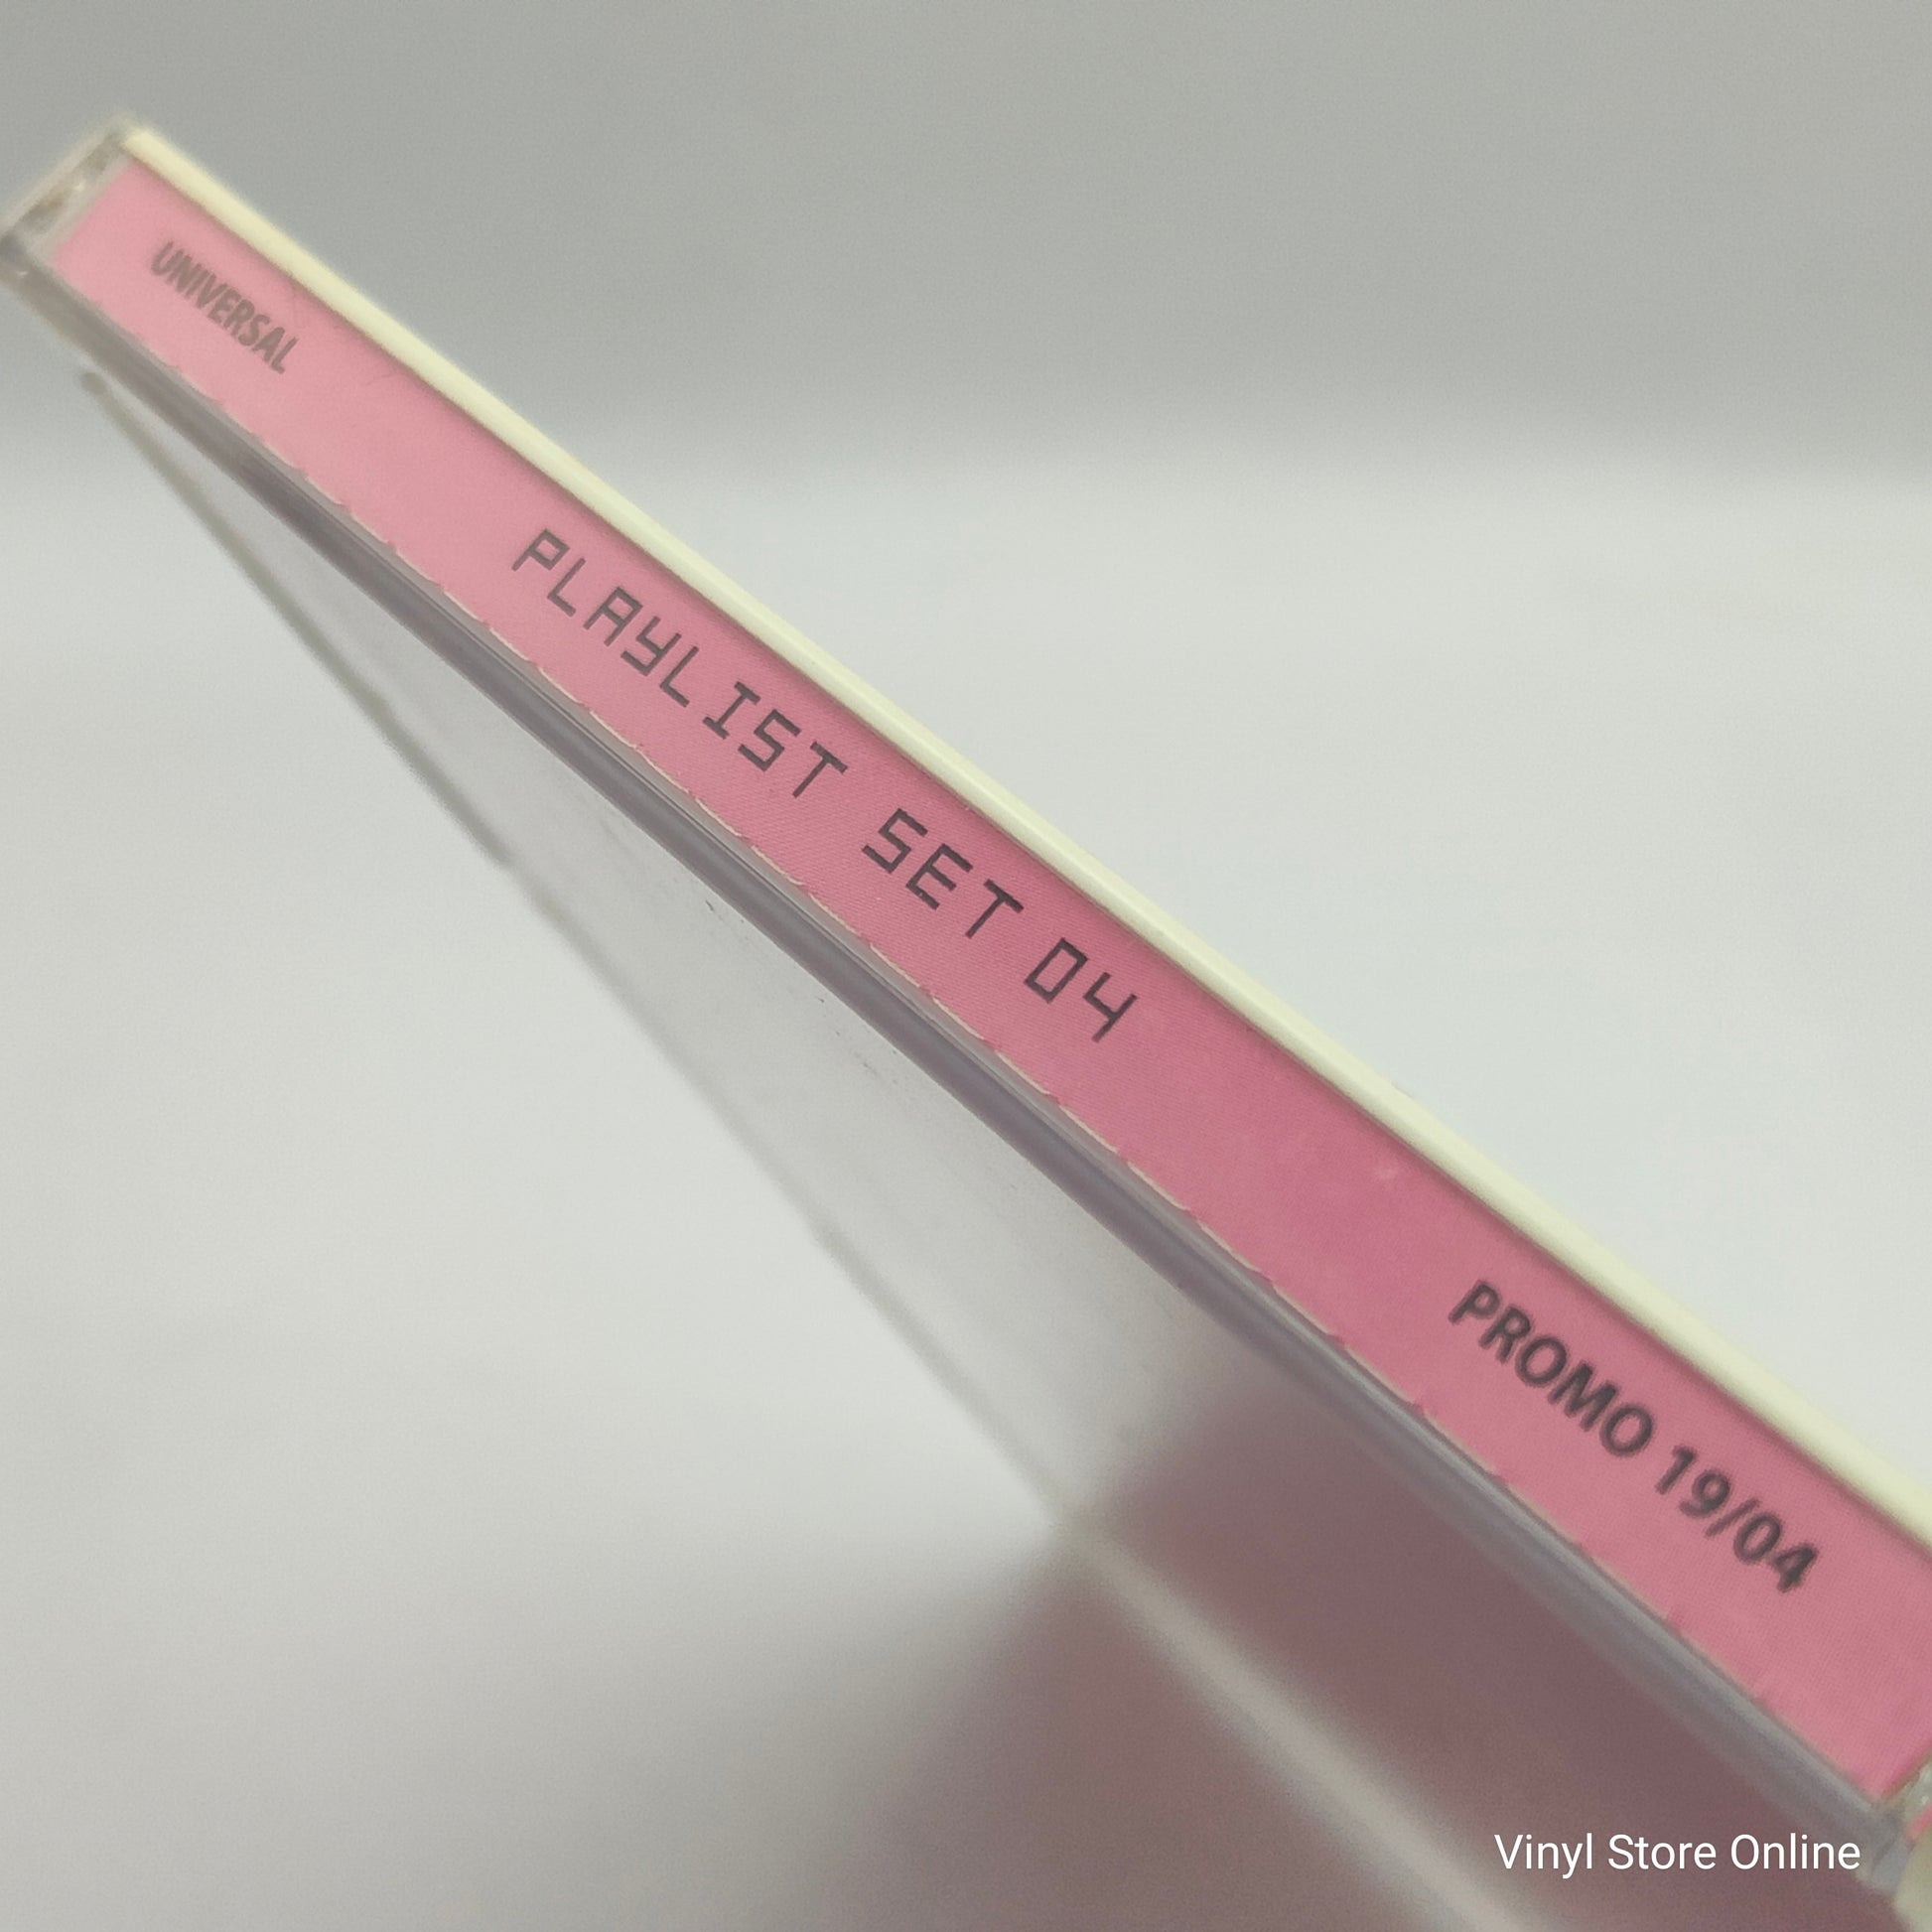 UNIVERSAL
PLAYLIST SET 04
PROMO 19/04
Vinyl Store Online